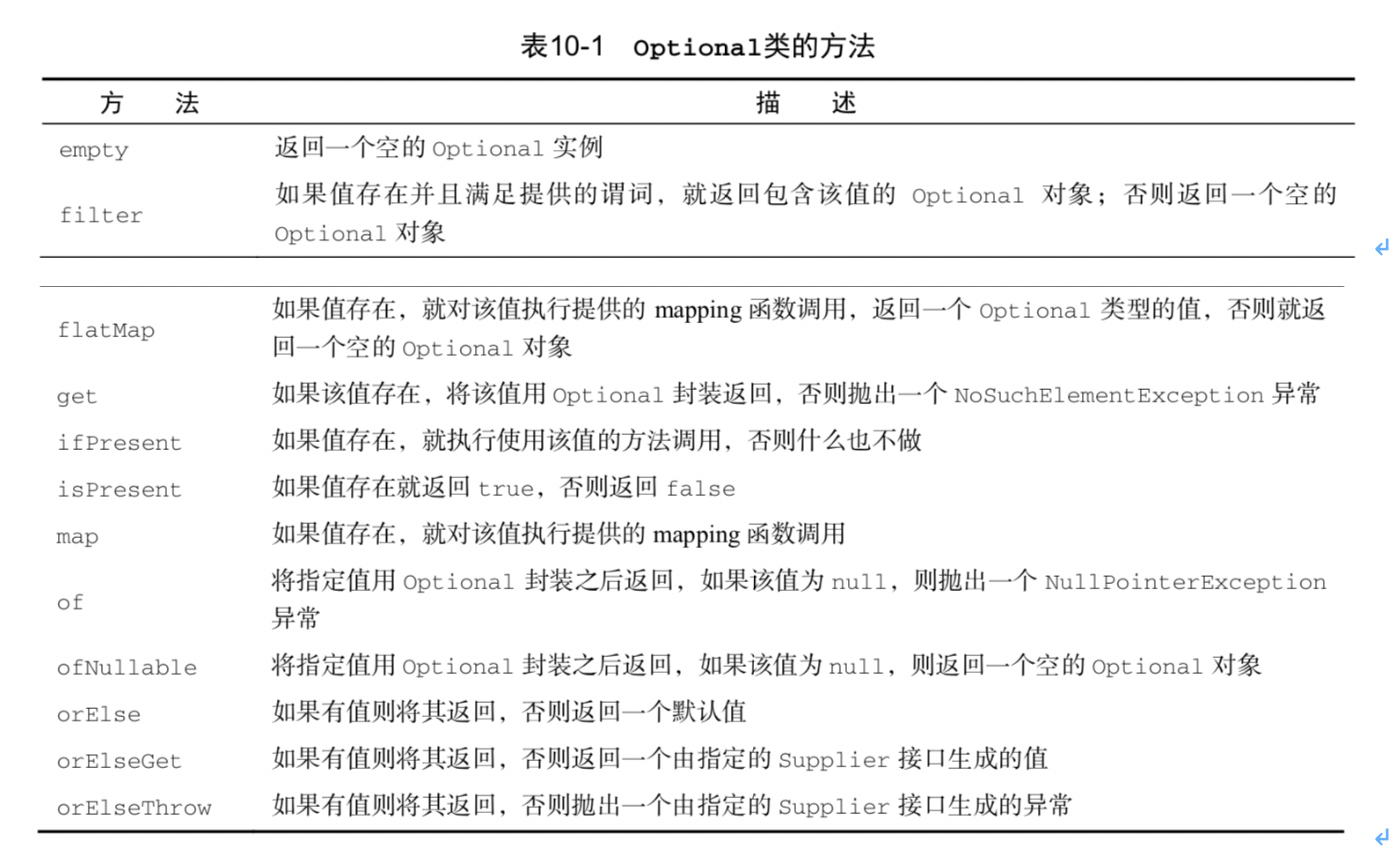 表10-1 Optional类的方法
方 法 描 述
empty 返回一个空的 Optional 实例
如果值存在并且满足提供的谓词，就返回包含该值的 Optional 对象；否则返回一个空的
filter
Optional 对象
如果值存在，就对该值执行提供的 mapping 函数调用，返回一个 Optional 类型的值，否则就返
flatMap
回一个空的 Optional 对象
get 如果该值存在，将该值用 Optional 封装返回，否则抛出一个 NoSuchElementException 异常
ifPresent 如果值存在，就执行使用该值的方法调用，否则什么也不做
isPresent 如果值存在就返回 true，否则返回 false
map 如果值存在，就对该值执行提供的 mapping 函数调用
将指定值用 Optional 封装之后返回，如果该值为 null，则抛出一个 NullPointerException
of
异常
ofNullable 将指定值用 Optional 封装之后返回，如果该值为 null，则返回一个空的 Optional 对象
orElse 如果有值则将其返回，否则返回一个默认值
orElseGet 如果有值则将其返回，否则返回一个由指定的 Supplier 接口生成的值
orElseThrow 如果有值则将其返回，否则抛出一个由指定的 Supplier 接口生成的异常